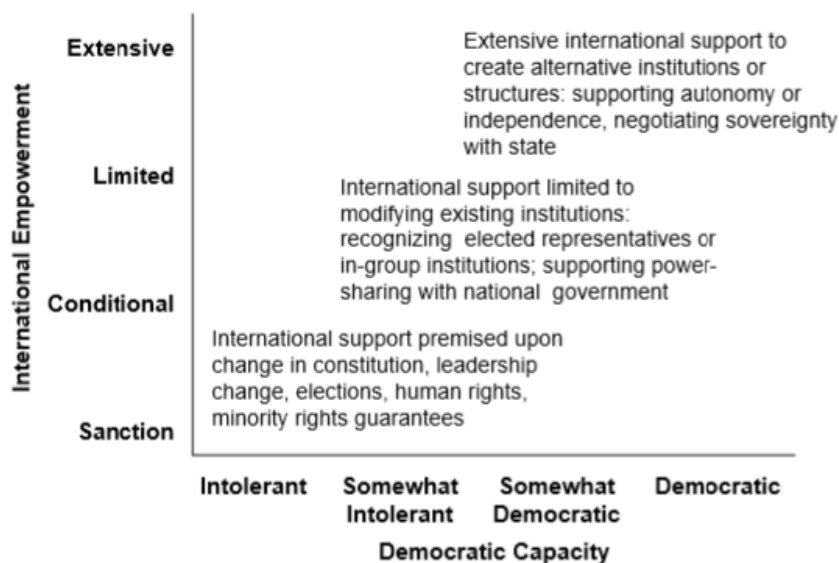 Extensive
Extensive international support to
create alternative institutions or
structures: supporting autonomy or
independence, negotiating sovereignty
with state
Limited
International support limited to
modifying existing institutions:
recognizing elected representatives or
in-group institutions; supporting power-
sharing with national government
Conditional
International support premised upon
change in constitution, leadership
change, elections, human rights,
minority rights guarantees
Sanction
International Empowerment
Intolerant
Somewhat
Intolerant
Somewhat
Democratic
Democratic
Democratic Capacity